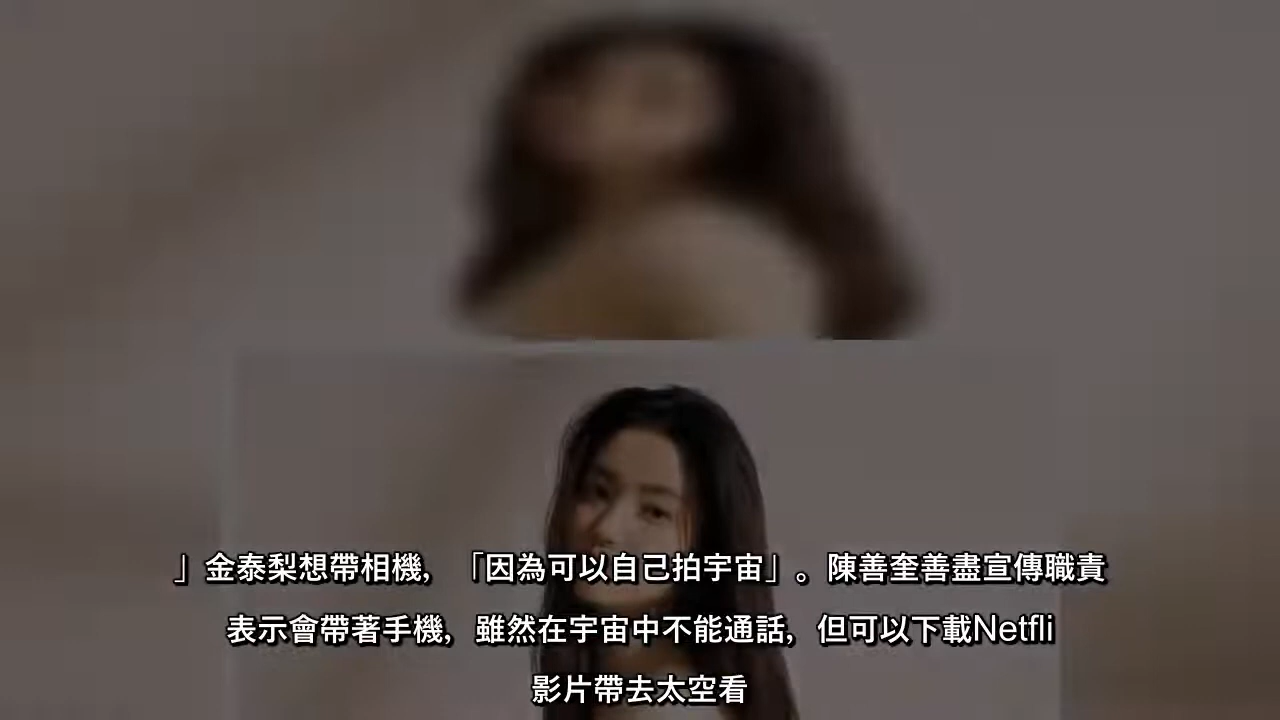 」金泰梨想帶相機，「因為可以自己拍宇宙」。陳善奎善盡宣傳職責
表示會帶著手機，雖然在宇宙中不能通話，但可以下載Netfli
影片帶去太空看